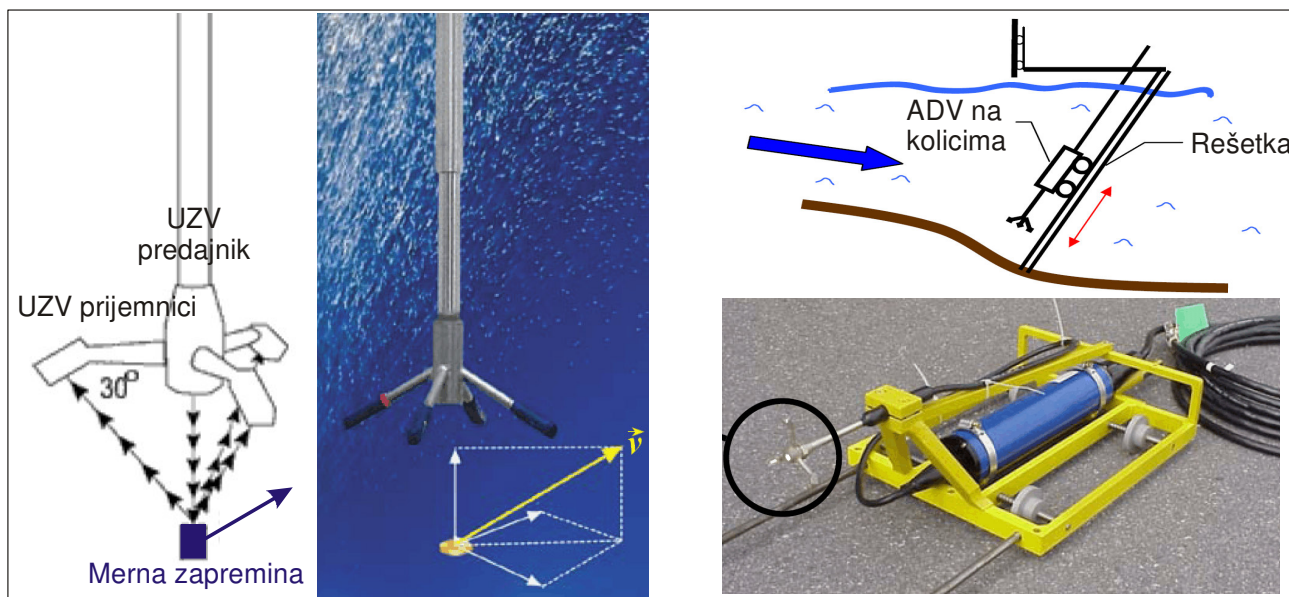 UZV
predajnik
UZV prijemnici
30°
Merna zapremina
v
ADV na
kolicima
Rešetka